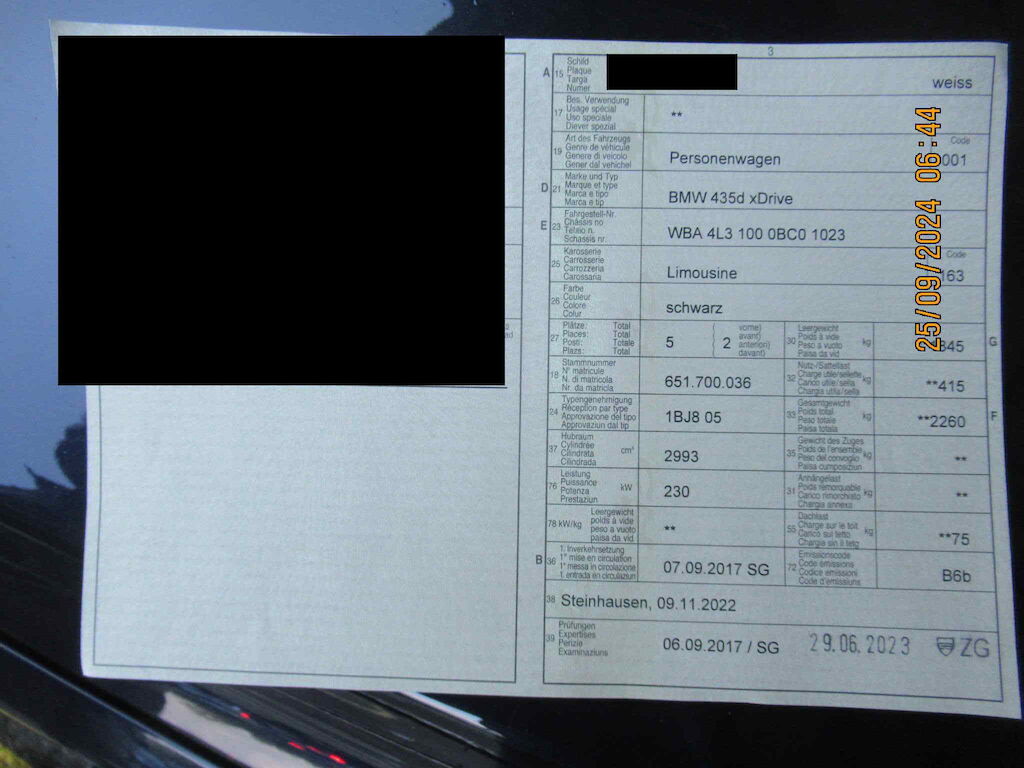 3
A 15 Schild
Plaque
Targa
Numer
weiss
17 Bes. Verwendung
Usage spécial
Uso speciale
Diever spezial
**
19 Art des Fahrzeugs
Genre de véhicule
Genere di veicolo
Gener dal vehichel
Personenwagen
Code
001
D 21 Marke und Typ
Marque et type
Marca e tipo
Marca e tip
BMW 435d xDrive
E 23 Fahrgestell-Nr.
Châssis no
Telaio n.
Schassis nr.
WBA 4L3 100 0BC0 1023
25 Karosserie
Carrosserie
Carrozzeria
Carossaria
Limousine
Code
163
26 Farbe
Couleur
Colore
Colur
schwarz
27 Plätze: Total
Places: Total
Posti: Totale
Plazs: Total
5 ( 2 vorne)
avant)
anteriori)
davant)
30 Leergewicht
Poids à vide
Peso a vuoto
Paisa da vid
kg
845
G
18 Stammnummer
N° matricule
N. di matricola
Nr. da matricla
651.700.036
32 Nutz-/Sattellast
Charge utile/sellette
Carico utile/sella
Chargia utila/sella
kg
**415
24 Typengenehmigung
Réception par type
Approvazione del tipo
Approvaziun dal tip
1BJ8 05
33 Gesamtgewicht
Poids total
Peso totale
Paisa totala
kg
**2260
F
37 Hubraum
Cylindrée
Cilindrata
Cilindrada
cm³
2993
35 Gewicht des Zuges
Poids de l'ensemble
Peso del convoglio
Paisa cumposiziun
kg
**
76 Leistung
Puissance
Potenza
Prestaziun
kW
230
31 Anhängelast
Poids remorquable
Carico rimorchiato
Chargia annexa
kg
**
78 kW/kg Leergewicht
poids à vide
peso a vuoto
paisa da vid
**
55 Dachlast
Charge sur le toit
Carico sul tetto
Chargia sin il tetg
kg
**75
B 36 1. Inverkehrsetzung
1re mise en circulation
1a messa in circolazione
1. entrada en circulaziun
07.09.2017 SG
72 Emissionscode
Code émissions
Codice emissioni
Code d'emissiuns
B6b
38 Steinhausen, 09.11.2022
39 Prüfungen
Expertises
Perizie
Examinaziuns
06.09.2017 / SG
29.06.2023 ZG
25/09/2024 06:44